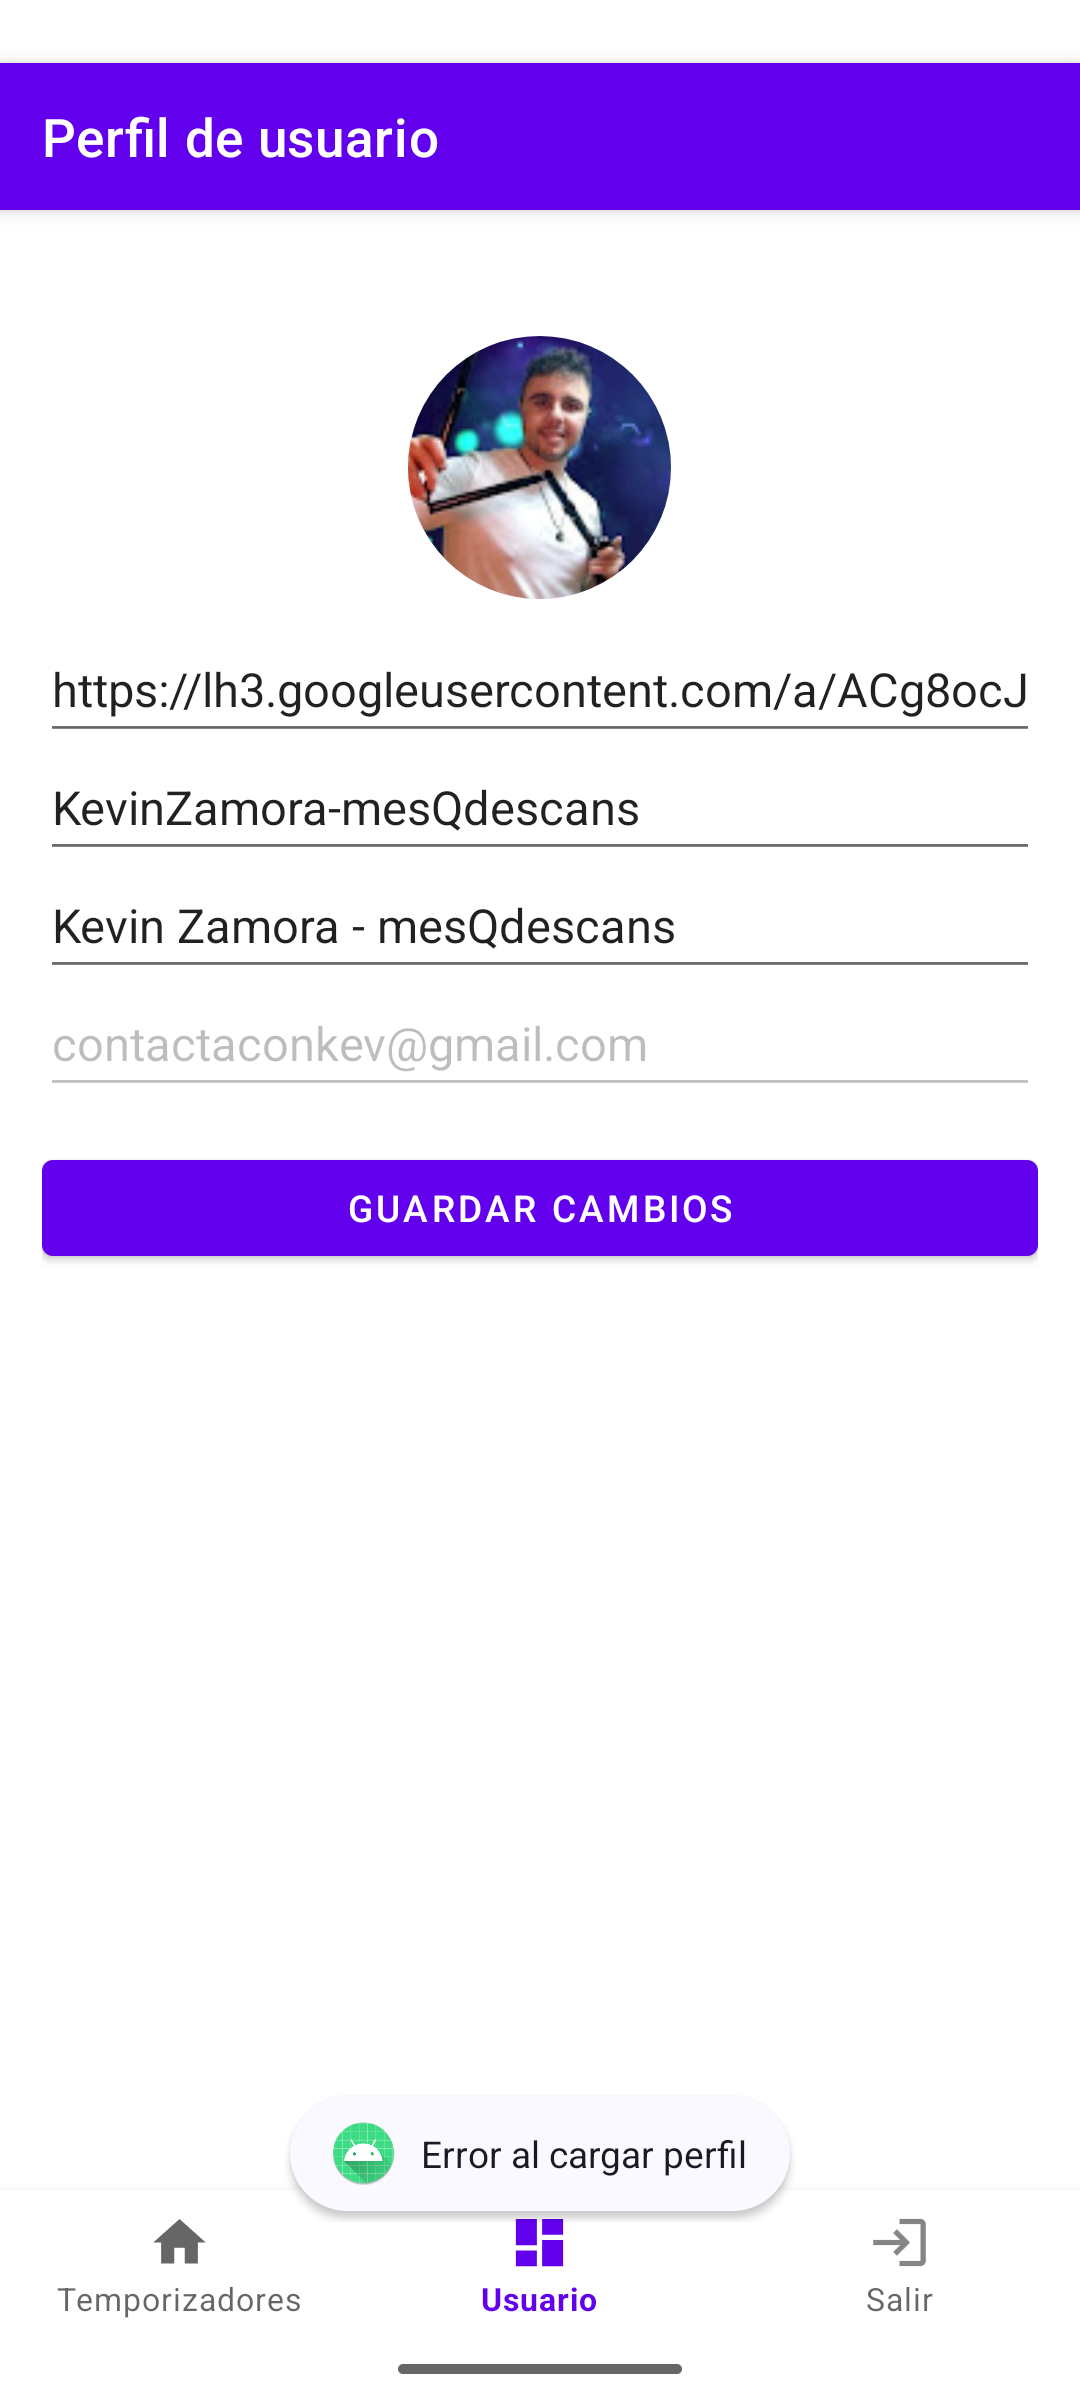 Perfil de usuario
https://lh3.googleusercontent.com/a/ACg8ocJ
KevinZamora-mesQdescans
Kevin Zamora - mesQdescans
contactaconkev@gmail.com
GUARDAR CAMBIOS
Error al cargar perfil
Temporizadores
Usuario
Salir